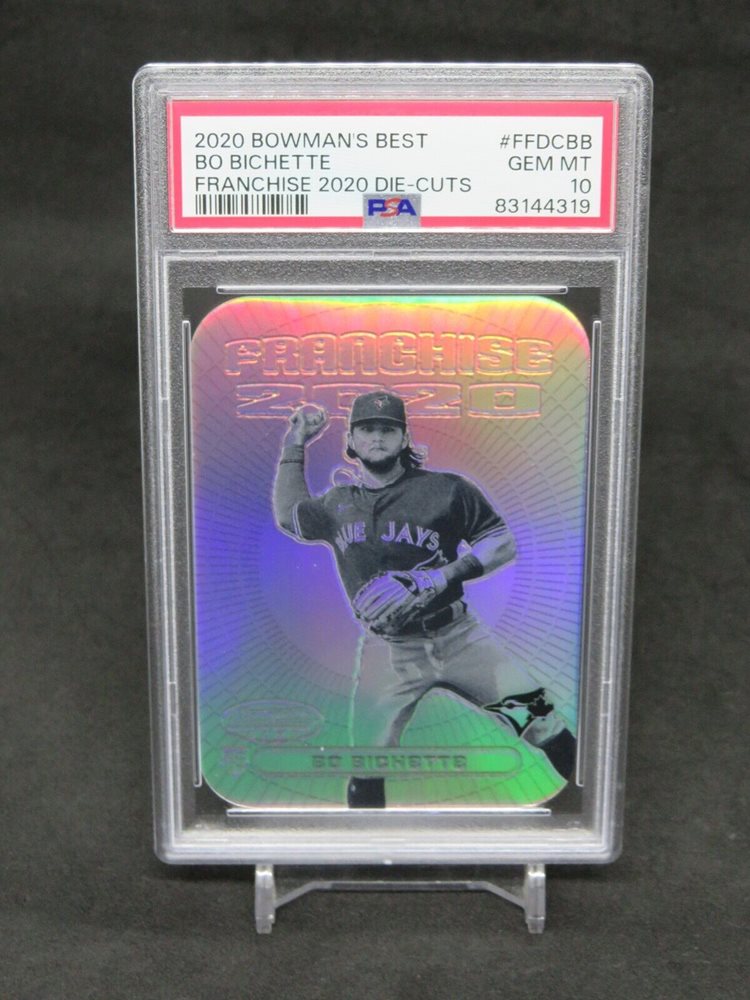 2020 BOWMAN'S BEST #FFDCBB
BO BICHETTE GEM MT
FRANCHISE 2020 DIE-CUTS 10
PSA 83144319
FRANCHISE
2020
BLUE JAYS
BO BICHETTE